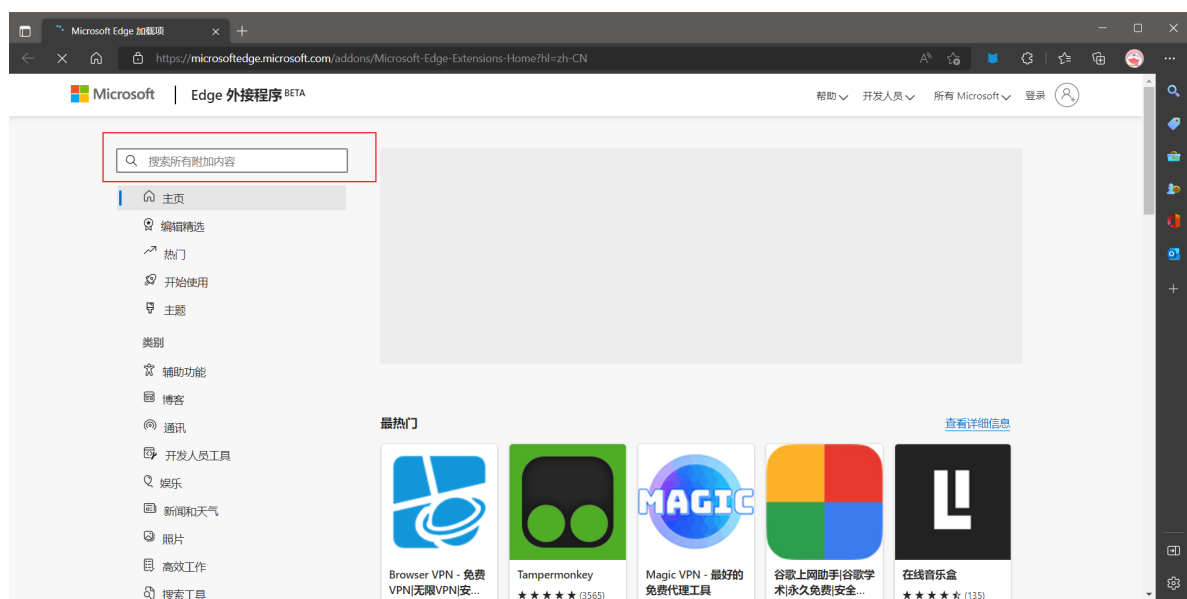 Microsoft Edge 加载项
https://microsoftedge.microsoft.com/addons/Microsoft-Edge-Extensions-Home?hl=zh-CN
Microsoft
Edge 外接程序 BETA
帮助
开发人员
所有 Microsoft
登录
搜索所有附加内容
主页
编辑精选
热门
开始使用
主题
类别
辅助功能
博客
通讯
开发人员工具
娱乐
新闻和天气
照片
高效工作
搜索工具
最热门
查看详细信息
MAGIC
Browser VPN - 免费
VPN|无限VPN|安...
Tampermonkey
(3565)
Magic VPN - 最好的
免费代理工具
谷歌上网助手|谷歌学
术|永久免费|安全...
在线音乐盒
(135)